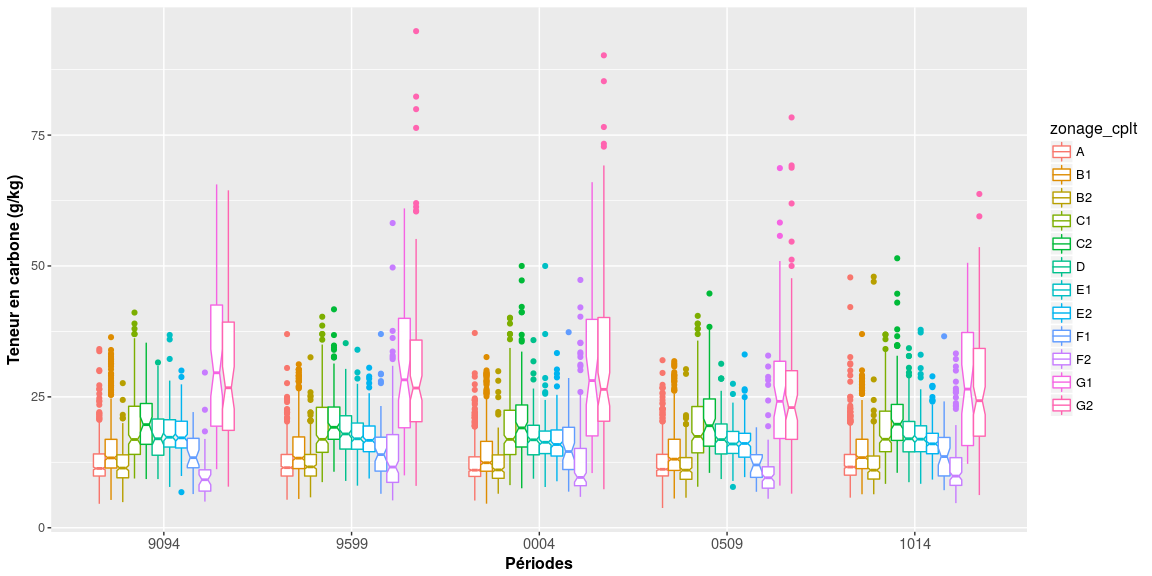 Teneur en carbone (g/kg)
75
50
25
0
9094 9599 0004 0509 1014
Périodes
zonage_cplt
A
B1
B2
C1
C2
D
E1
E2
F1
F2
G1
G2